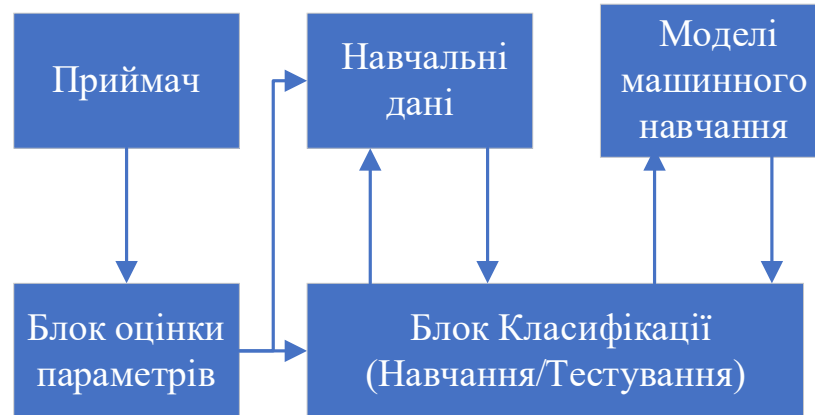 Приймач
Навчальні
дані
Моделі
машинного
навчання
Блок оцінки
параметрів
Блок Класифікації
(Навчання/Тестування)